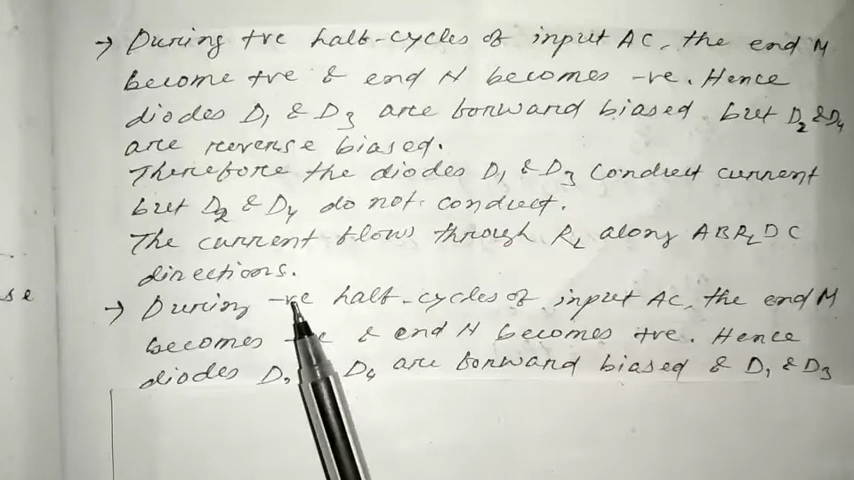 → During +ve half-cycles of input AC, the end M
become +ve & end N becomes -ve. Hence
diodes D1 & D3 are forward biased but D2 & D4
are reverse biased.
Therefore the diodes D1 & D3 conduct current
but D2 & D4 do not conduct.
The current flows through RL along ABRLDC
directions.
se
→ During -ve half-cycles of input AC, the end M
becomes & end N becomes +ve. Hence
diodes D4 are forward biased & D1 & D3